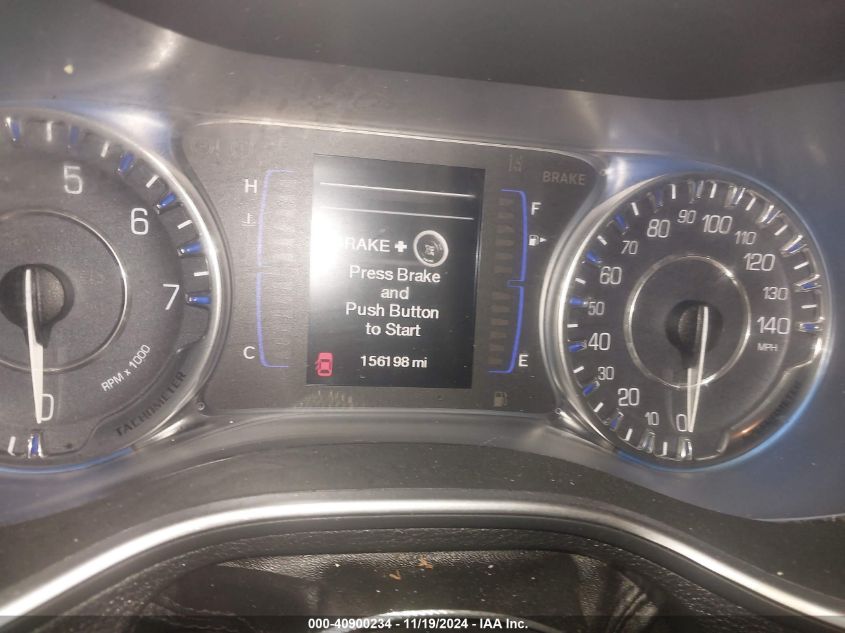 5
6
7
0
RPM x 1000
TACHOMETER
H
C
RAKE +
Press Brake
and
Push Button
to Start
156198 mi
BRAKE
F
E
0
10
20
30
40
50
60
70
80
90
100
110
120
130
140
MPH
000-40900234 - 11/19/2024 - IAA Inc.